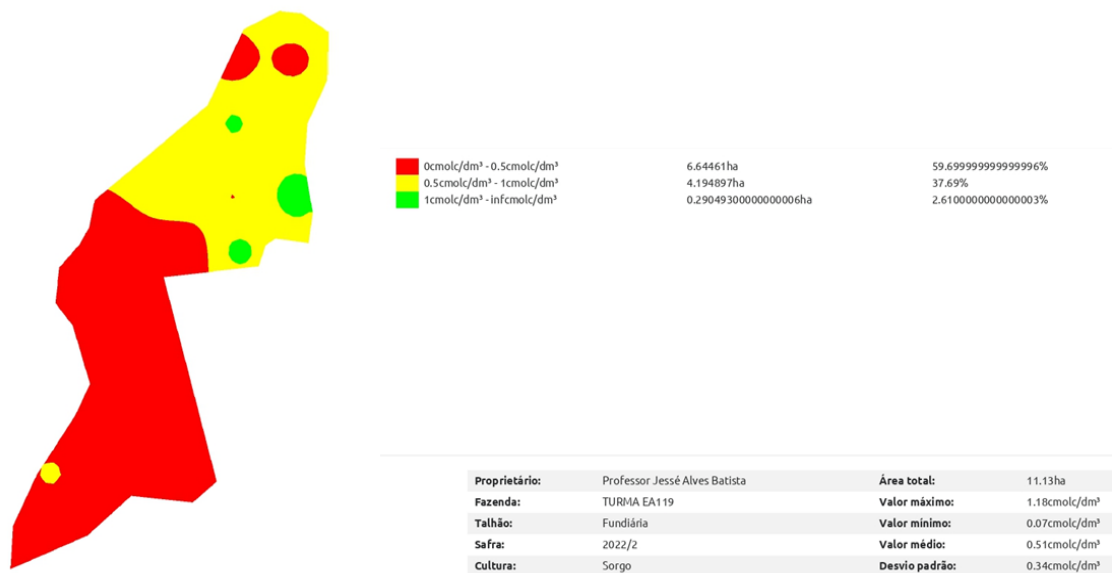 0cmolc/dm³ - 0.5cmolc/dm³ 6.64461ha 59.699999999999996%
0.5cmolc/dm³ - 1cmolc/dm³ 4.194897ha 37.69%
1cmolc/dm³ - infcmolc/dm³ 0.29049300000000006ha 2.6100000000000003%
Proprietário: Professor Jessé Alves Batista Área total: 11.13ha
Fazenda: TURMA EA119 Valor máximo: 1.18cmolc/dm³
Talhão: Fundiária Valor mínimo: 0.07cmolc/dm³
Safra: 2022/2 Valor médio: 0.51cmolc/dm³
Cultura: Sorgo Desvio padrão: 0.34cmolc/dm³